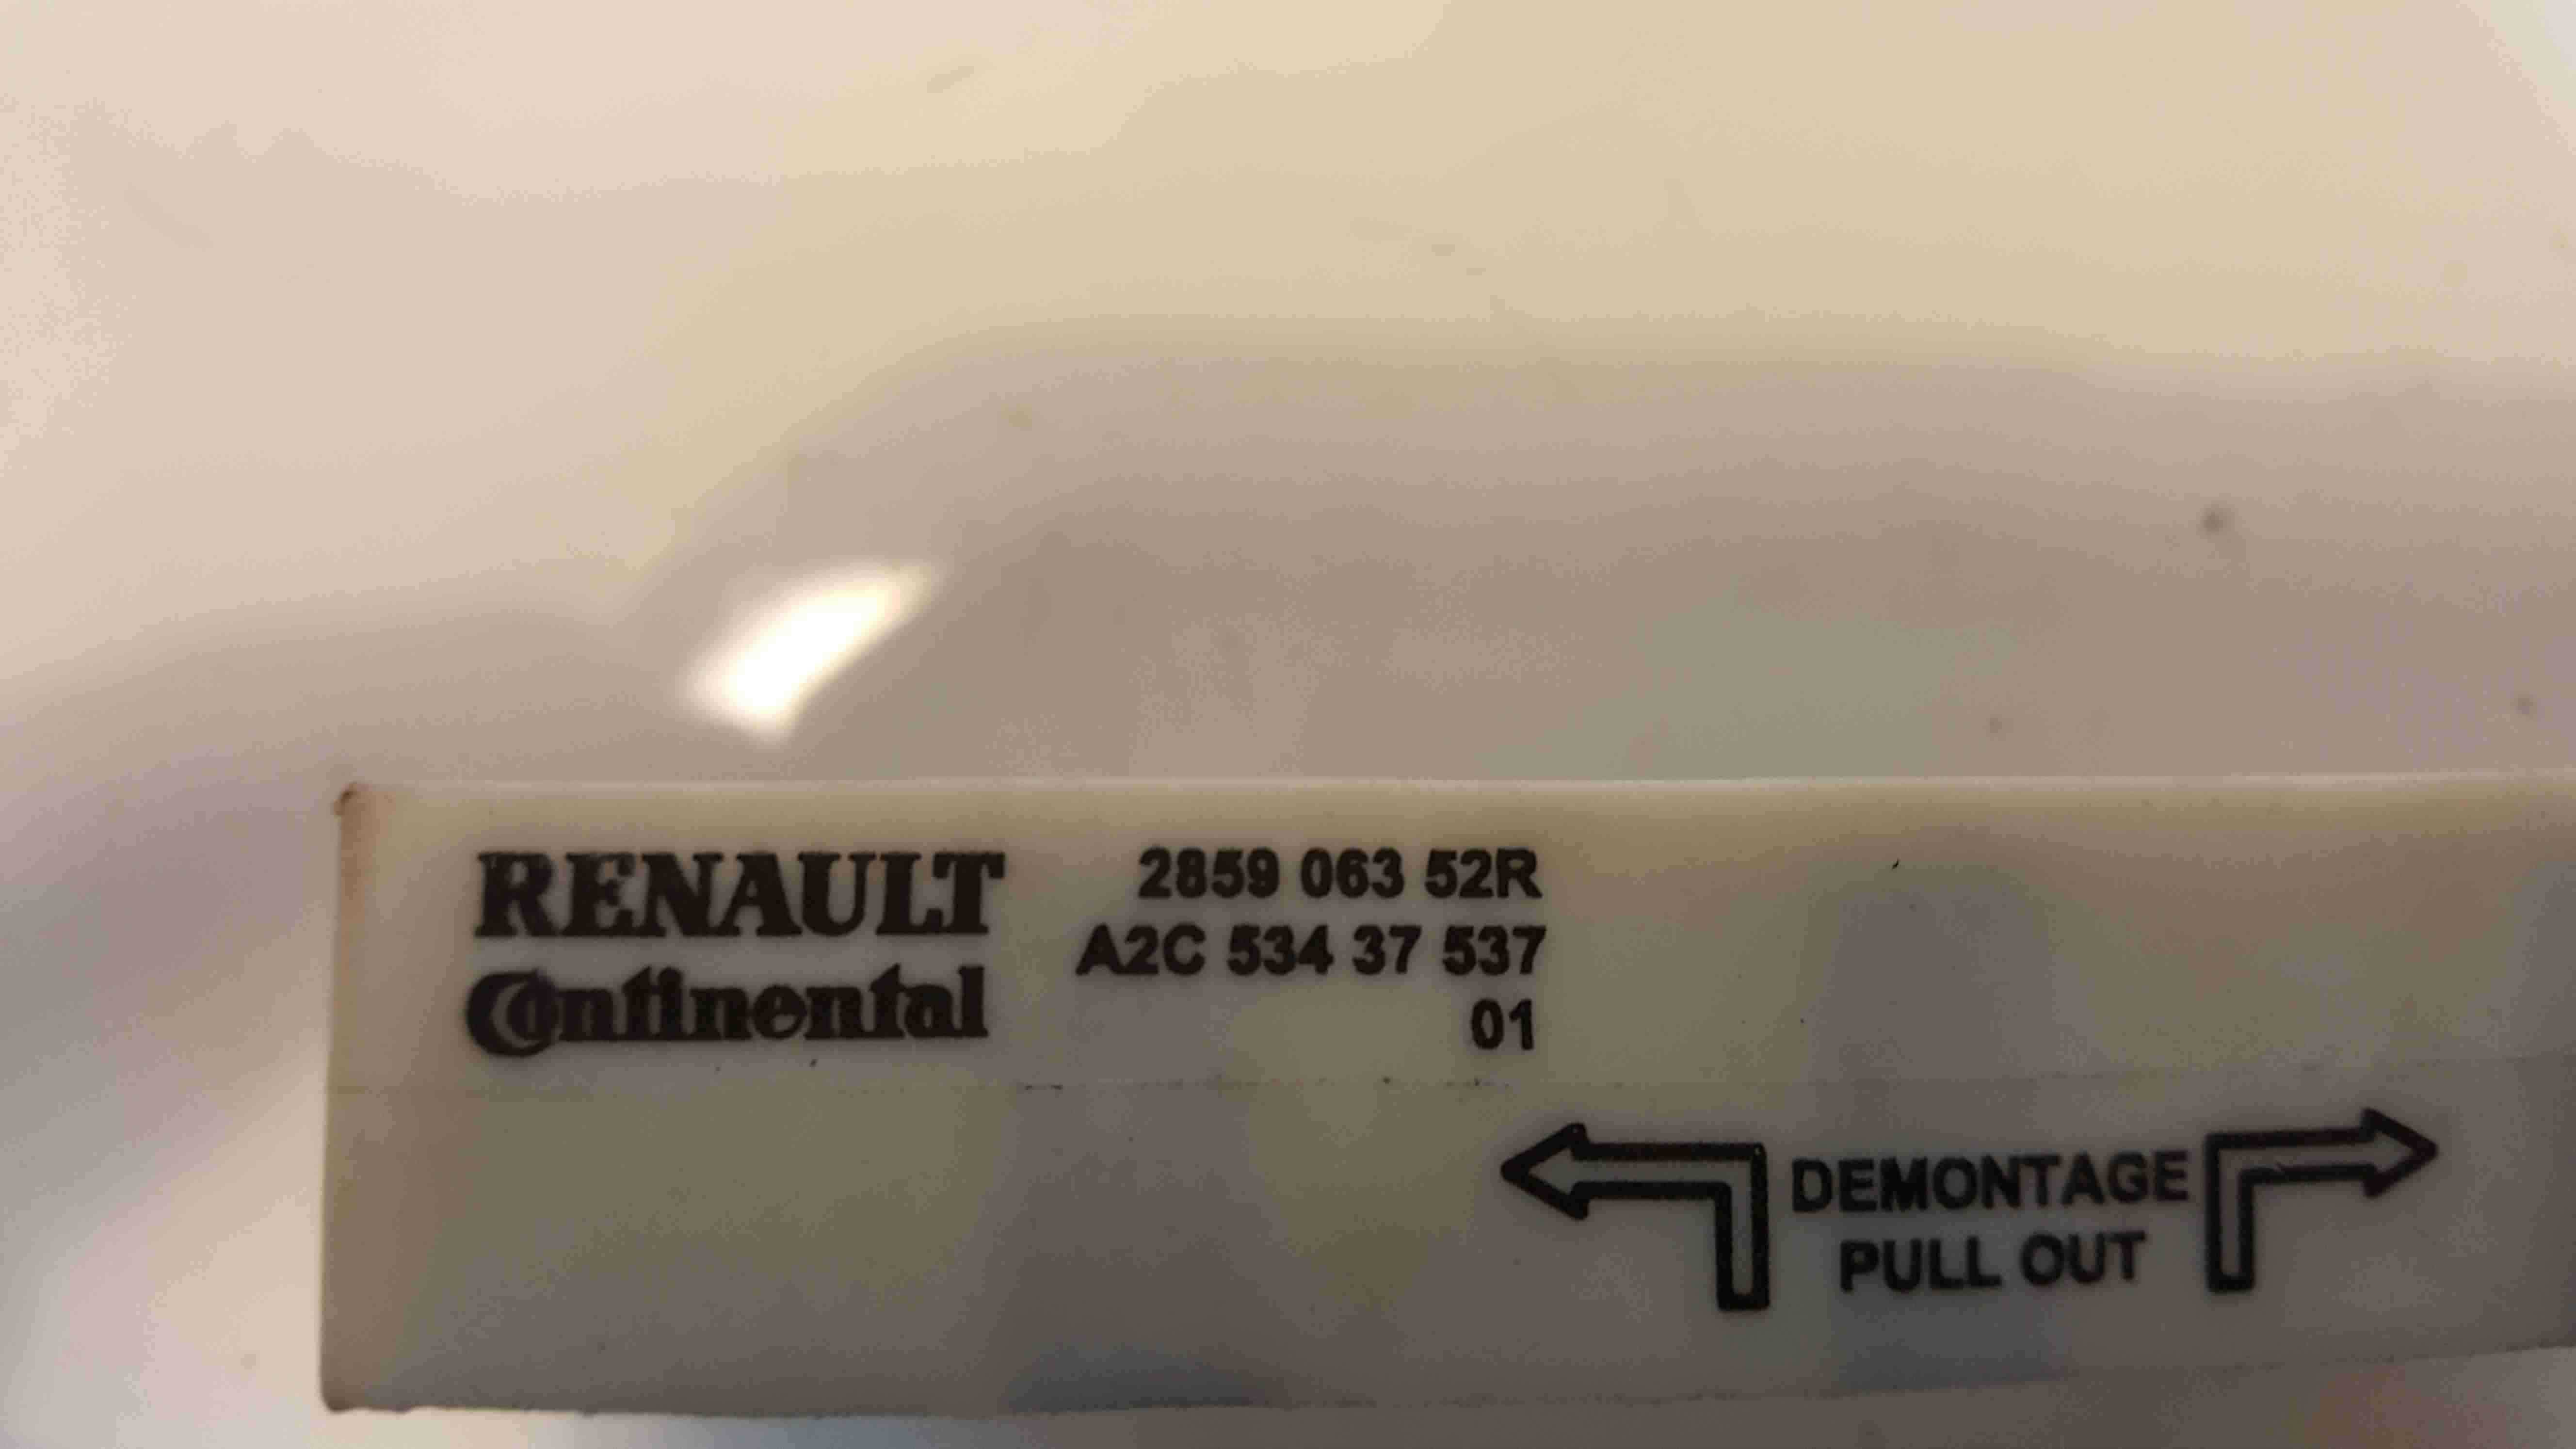 RENAULT 2859 063 52R
Continental A2C 534 37 537
01
DEMONTAGE
PULL OUT